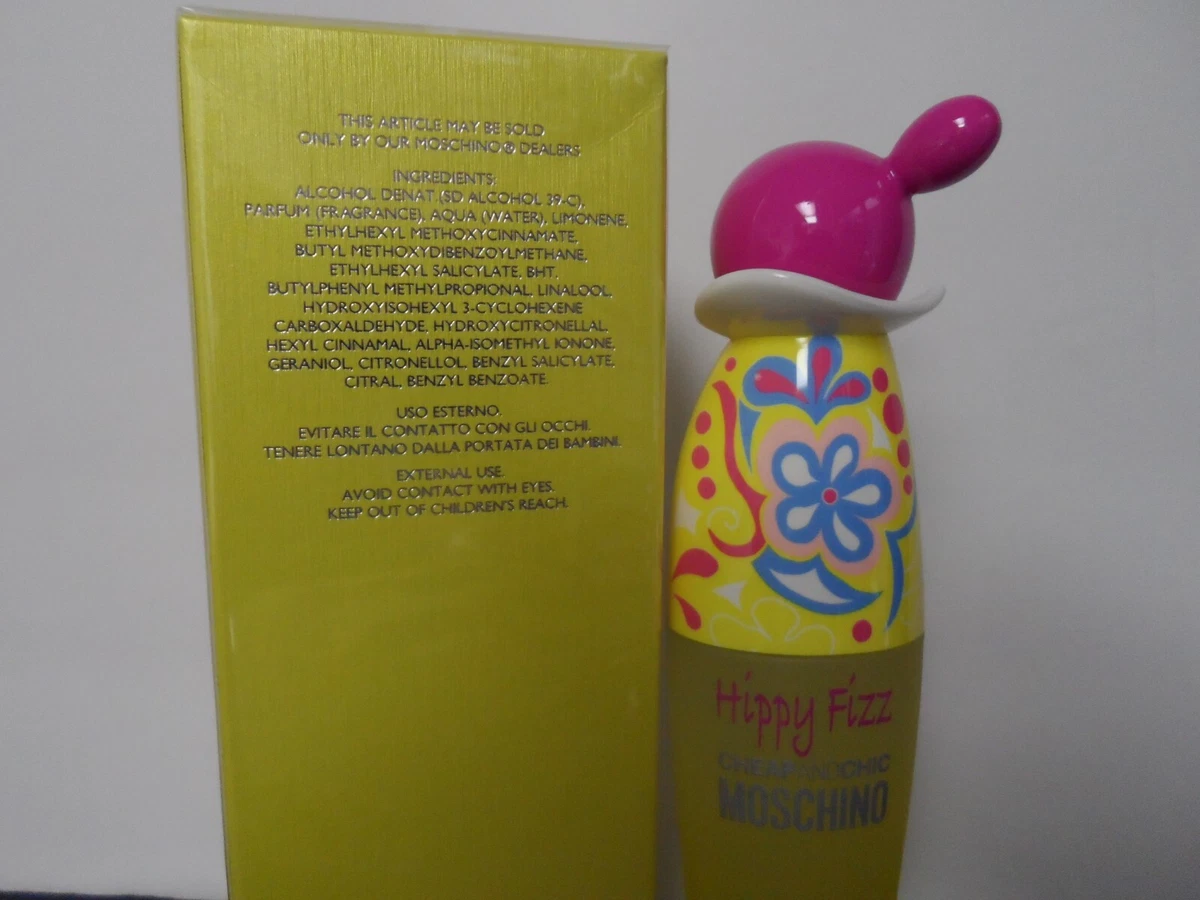 THIS ARTICLE MAY BE SOLD
ONLY BY OUR MOSCHINO® DEALERS
INGREDIENTS:
ALCOHOL DENAT (SD ALCOHOL 39-C),
PARFUM (FRAGRANCE), AQUA (WATER), LIMONENE,
ETHYLHEXYL METHOXYCINNAMATE,
BUTYL METHOXYDIBENZOYLMETHANE,
ETHYLHEXYL SALICYLATE, BHT,
BUTYLPHENYL METHYLPROPIONAL, LINALOOL,
HYDROXYISOHEXYL 3-CYCLOHEXENE
CARBOXALDEHYDE, HYDROXYCITRONELLAL,
HEXYL CINNAMAL, ALPHA-ISOMETHYL IONONE,
GERANIOL, CITRONELLOL, BENZYL SALICYLATE,
CITRAL, BENZYL BENZOATE.
USO ESTERNO.
EVITARE IL CONTATTO CON GLI OCCHI.
TENERE LONTANO DALLA PORTATA DEI BAMBINI.
EXTERNAL USE.
AVOID CONTACT WITH EYES.
KEEP OUT OF CHILDREN'S REACH.
Hippy Fizz
CHEAPANDCHIC
MOSCHINO